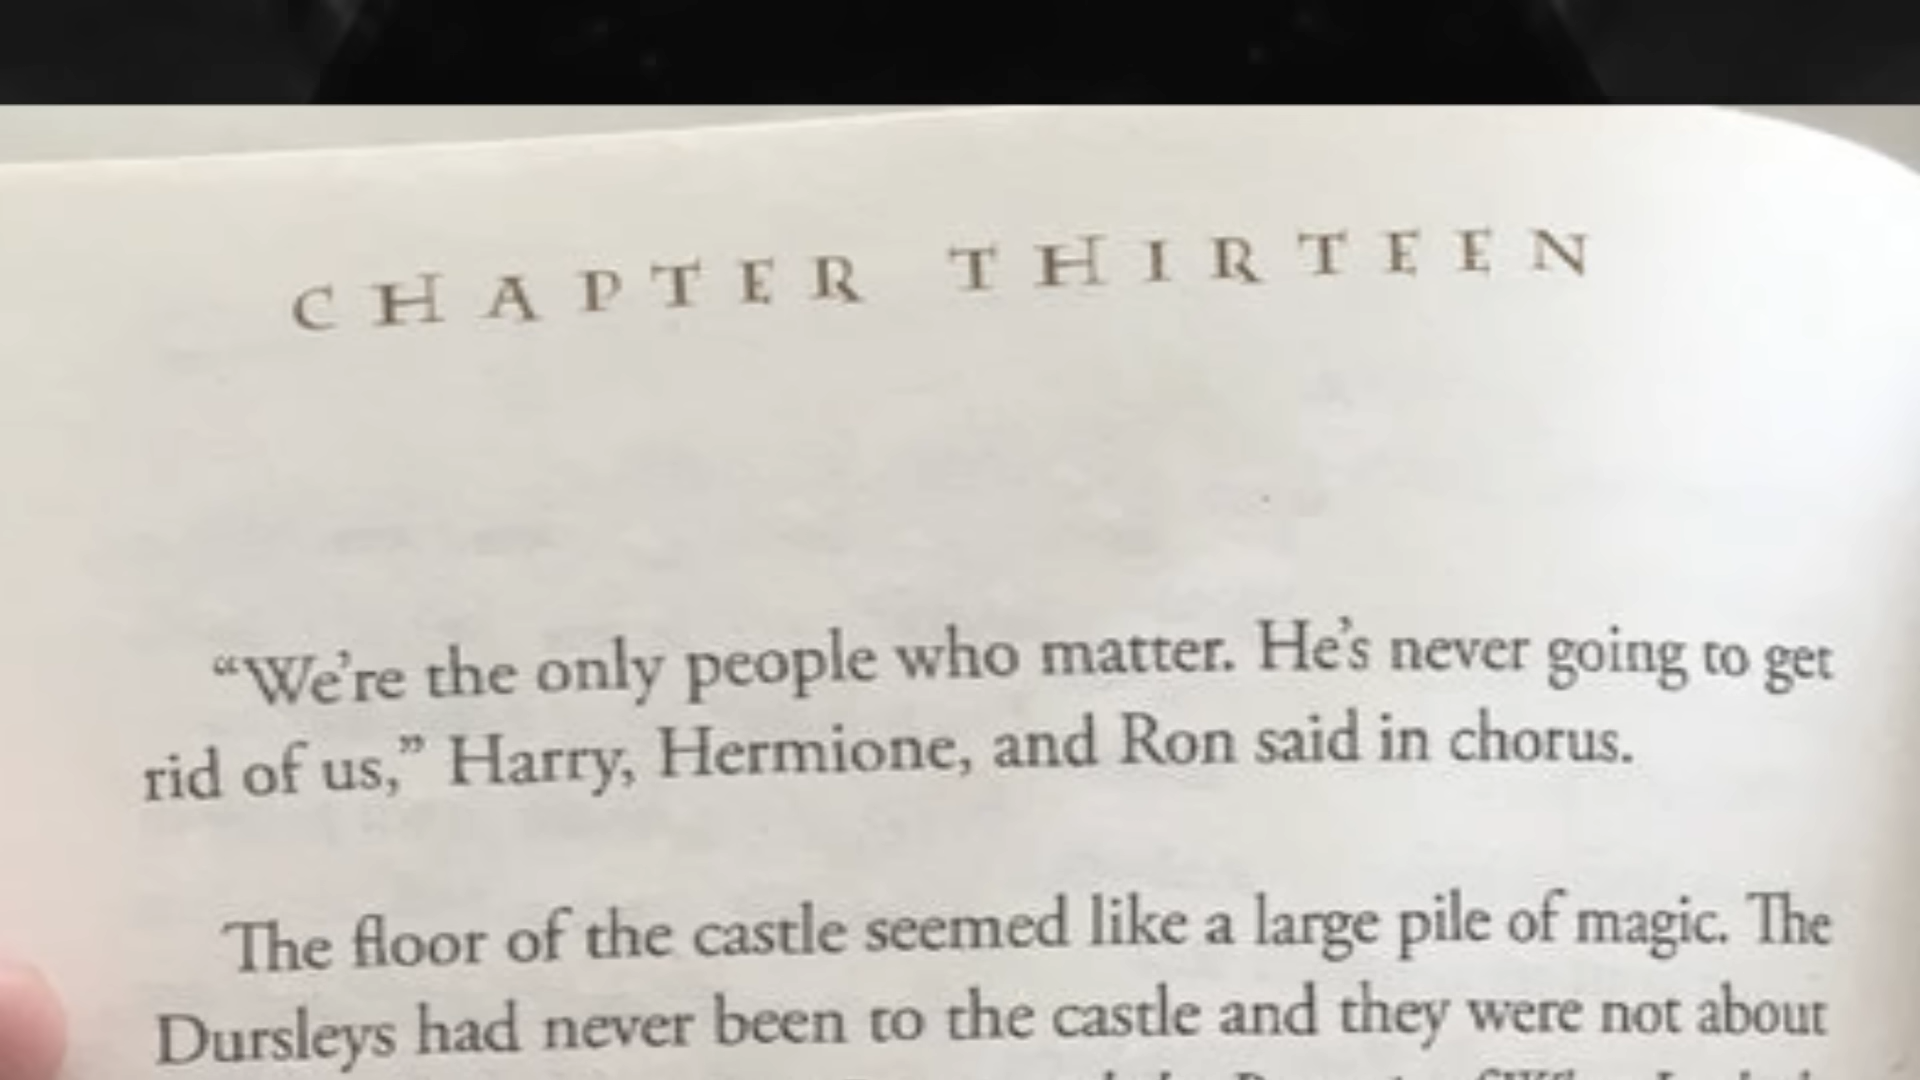 CHAPTER THIRTEEN
“We’re the only people who matter. He’s never going to get
rid of us,” Harry, Hermione, and Ron said in chorus.
The floor of the castle seemed like a large pile of magic. The
Dursleys had never been to the castle and they were not about